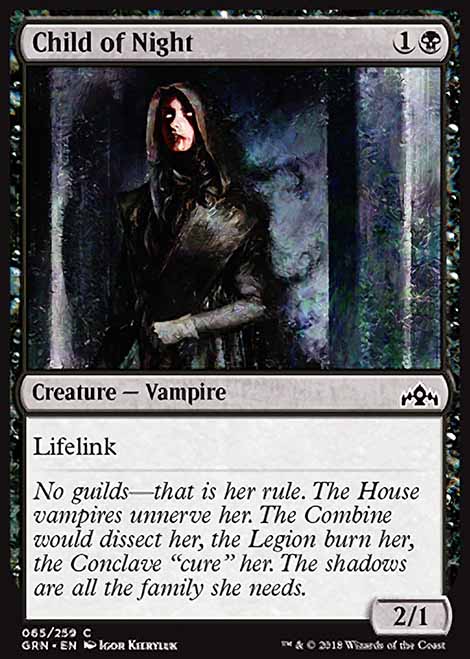 Child of Night 1
Creature — Vampire
Lifelink
No guilds—that is her rule. The House
vampires unnerve her. The Combine
would dissect her, the Legion burn her,
the Conclave “cure” her. The shadows
are all the family she needs.
2/1
065/259 C
GRN • EN Igor Kieryluk ™ & © 2018 Wizards of the Coast